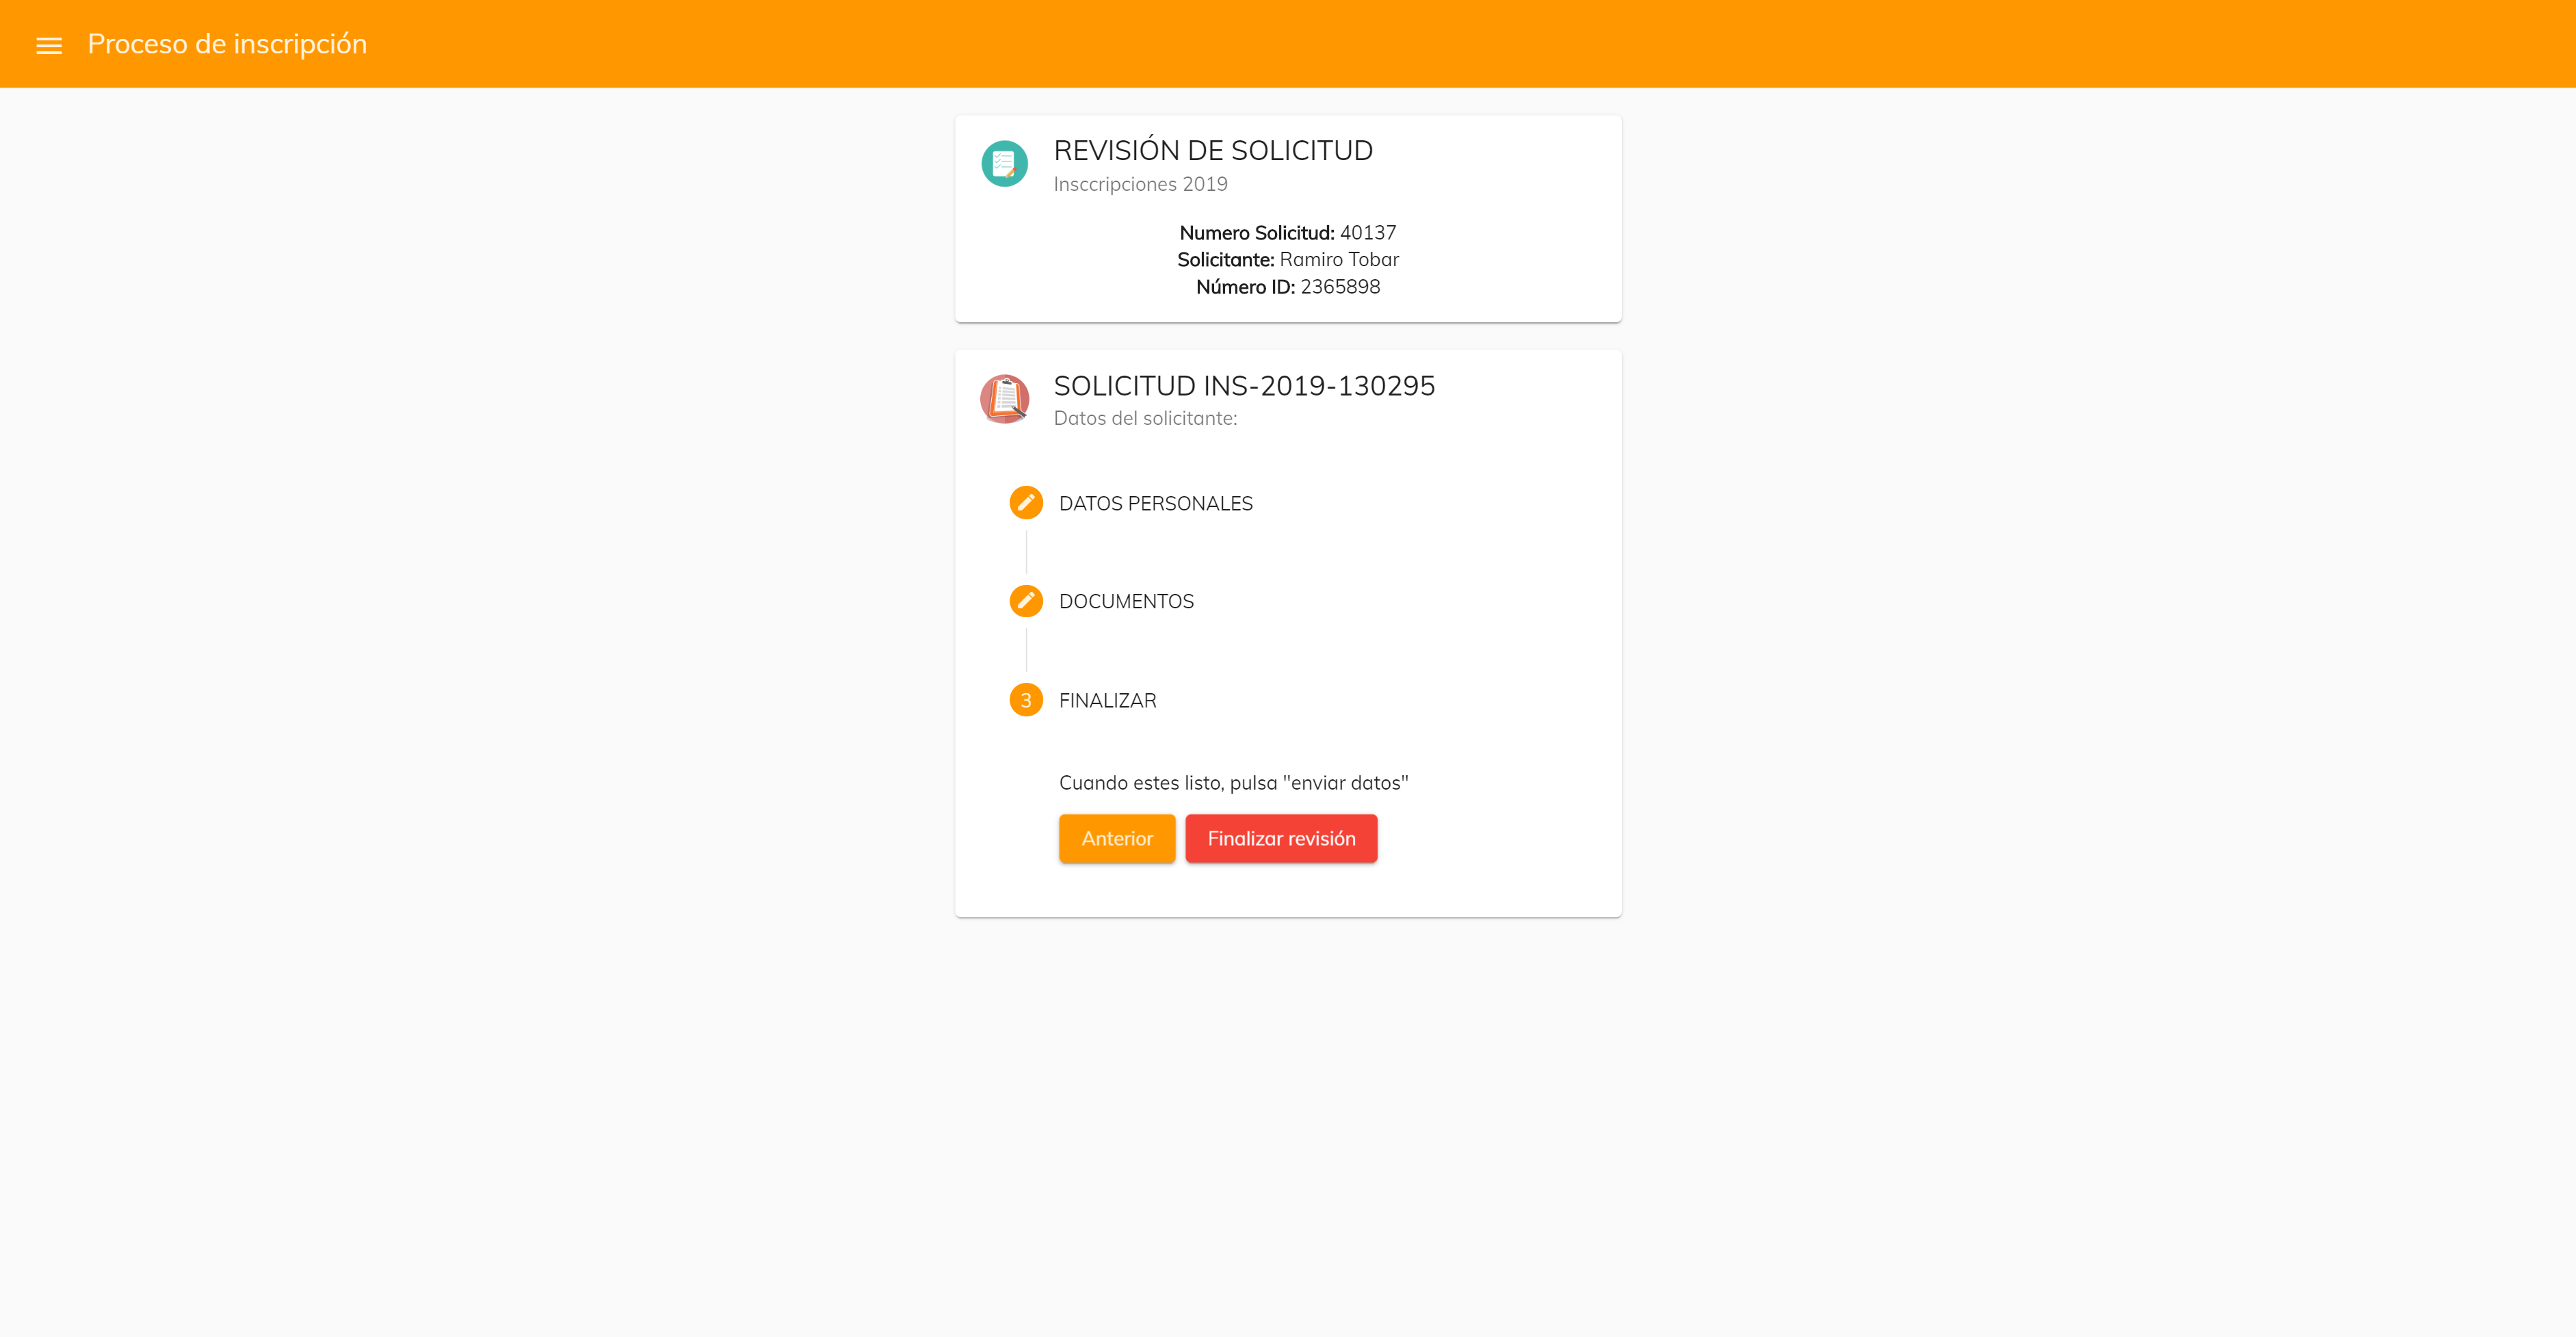 Proceso de inscripción
REVISIÓN DE SOLICITUD
Insccripciones 2019
Numero Solicitud: 40137
Solicitante: Ramiro Tobar
Número ID: 2365898
SOLICITUD INS-2019-130295
Datos del solicitante:
DATOS PERSONALES
DOCUMENTOS
3 FINALIZAR
Cuando estes listo, pulsa "enviar datos"
Anterior Finalizar revisión